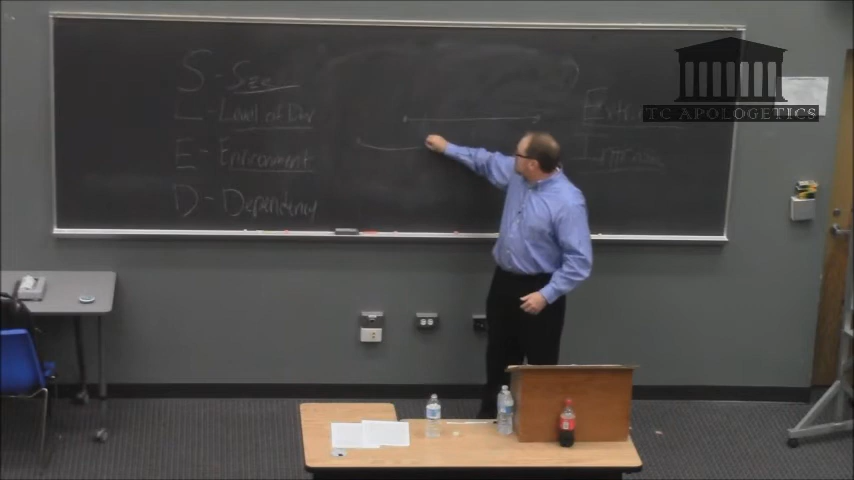 S - Size
L - Level of Dev
E - Environment
D - Dependency
TC APOLOGETICS